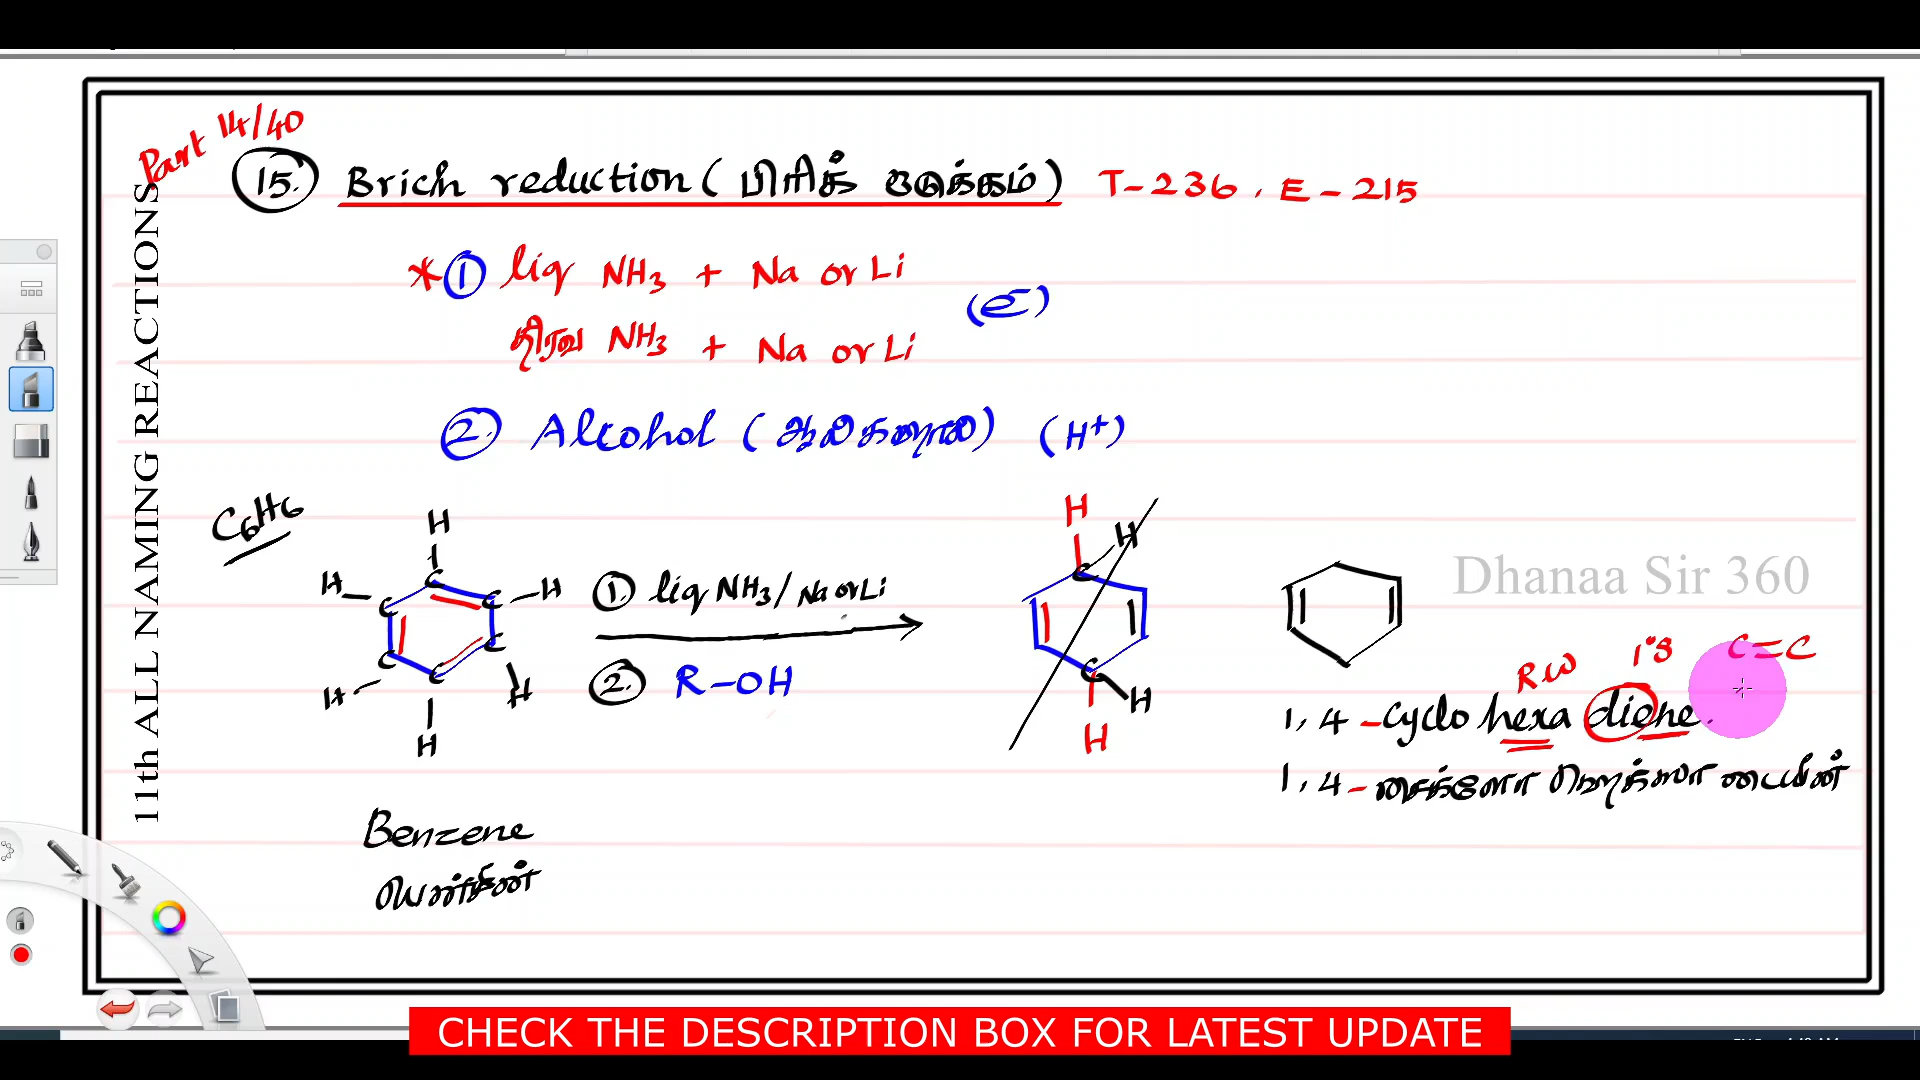 Part 14/40
15. Brich reduction (பிரிச் ஒடுக்கம்) T-236, E-215
* ① liq NH3 + Na or Li
(e⁻)
திரவ NH3 + Na or Li
② Alcohol (ஆல்கஹால்) (H+)
C6H6
H
H C C H
C C
H C H
H
① liq NH3/Na or Li
② R-OH
H
H
C
C
H
H
Dhanaa Sir 360
RW C=C
1,4-Cyclo hexa diene.
1,4-சைக்ளோ ஹெக்ஸா டையீன்
Benzene
பென்சீன்
11th ALL NAMING REACTIONS
CHECK THE DESCRIPTION BOX FOR LATEST UPDATE